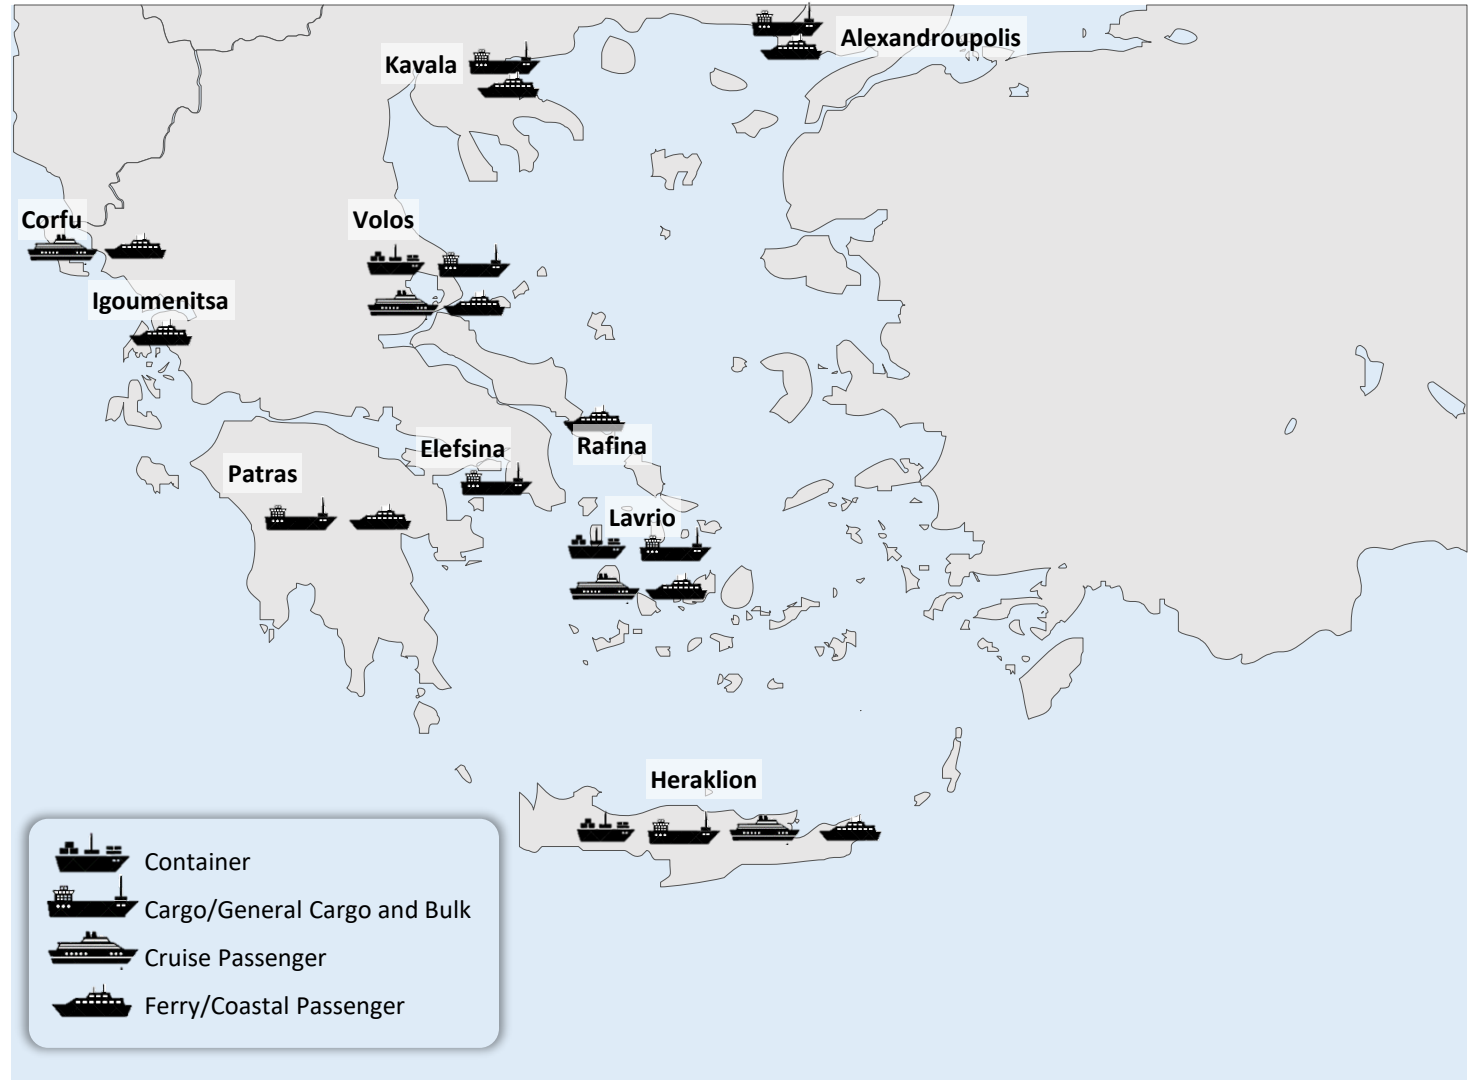 Alexandroupolis
Kavala
Corfu
Volos
Igoumenitsa
Elefsina
Rafina
Patras
Lavrio
Heraklion
Container
Cargo/General Cargo and Bulk
Cruise Passenger
Ferry/Coastal Passenger